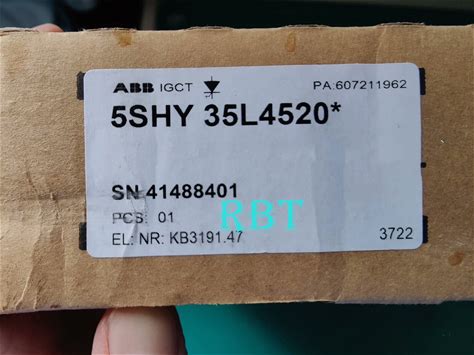 ABB IGCT PA:607211962
5SHY 35L4520*
SN 41488401
PCS: 01
RBT
EL: NR: KB3191.47 3722